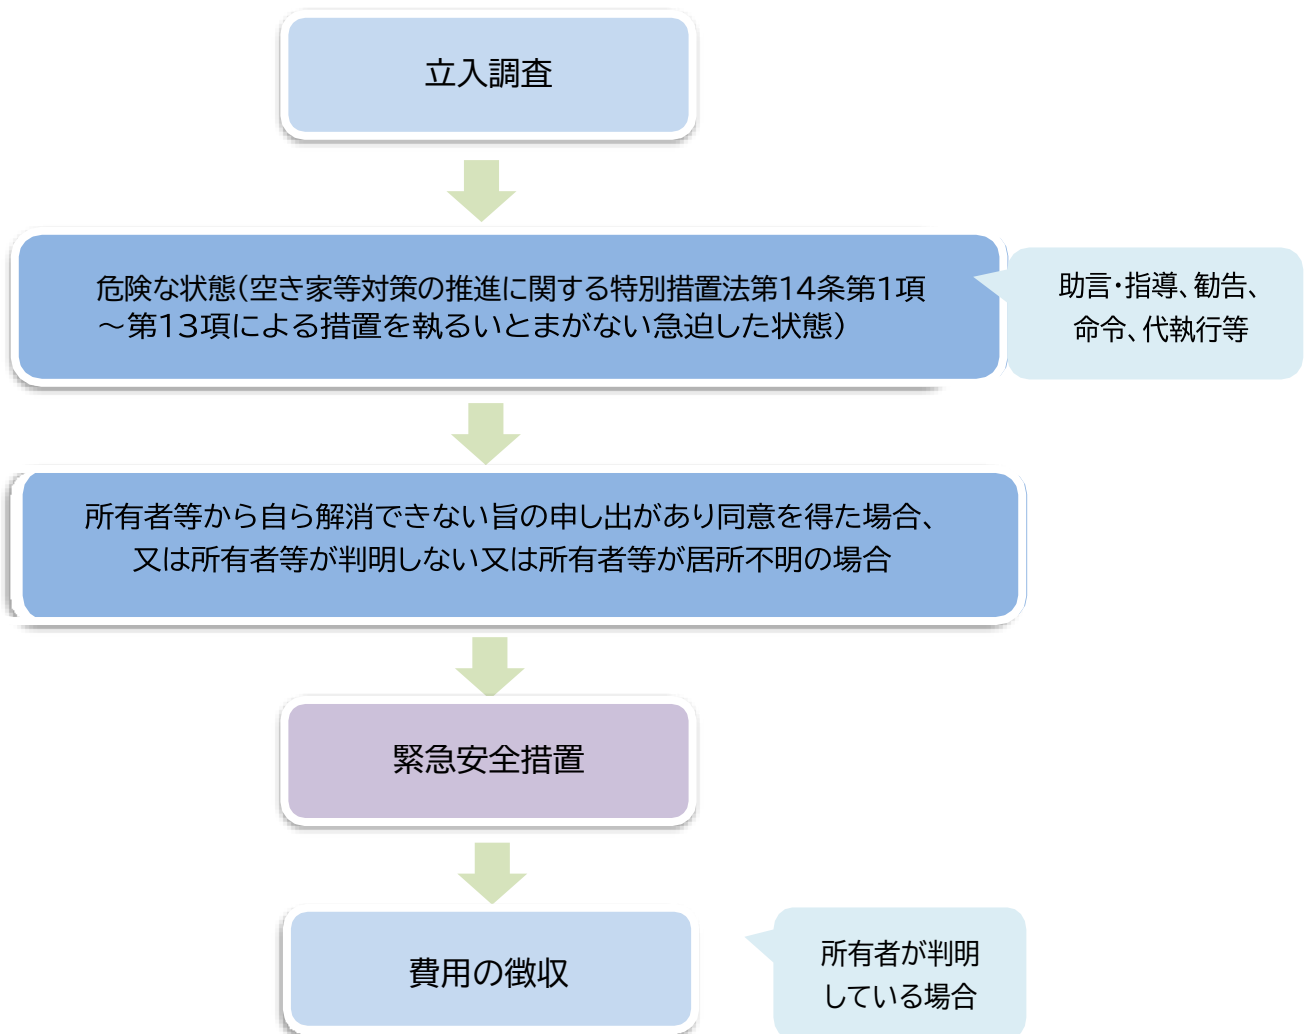 立入調査
危険な状態(空き家等対策の推進に関する特別措置法第14条第1項
～第13項による措置を執るいとまがない急迫した状態)
助言・指導、勧告、
命令、代執行等
所有者等から自ら解消できない旨の申し出があり同意を得た場合、
又は所有者等が判明しない又は所有者等が居所不明の場合
緊急安全措置
費用の徴収
所有者が判明
している場合